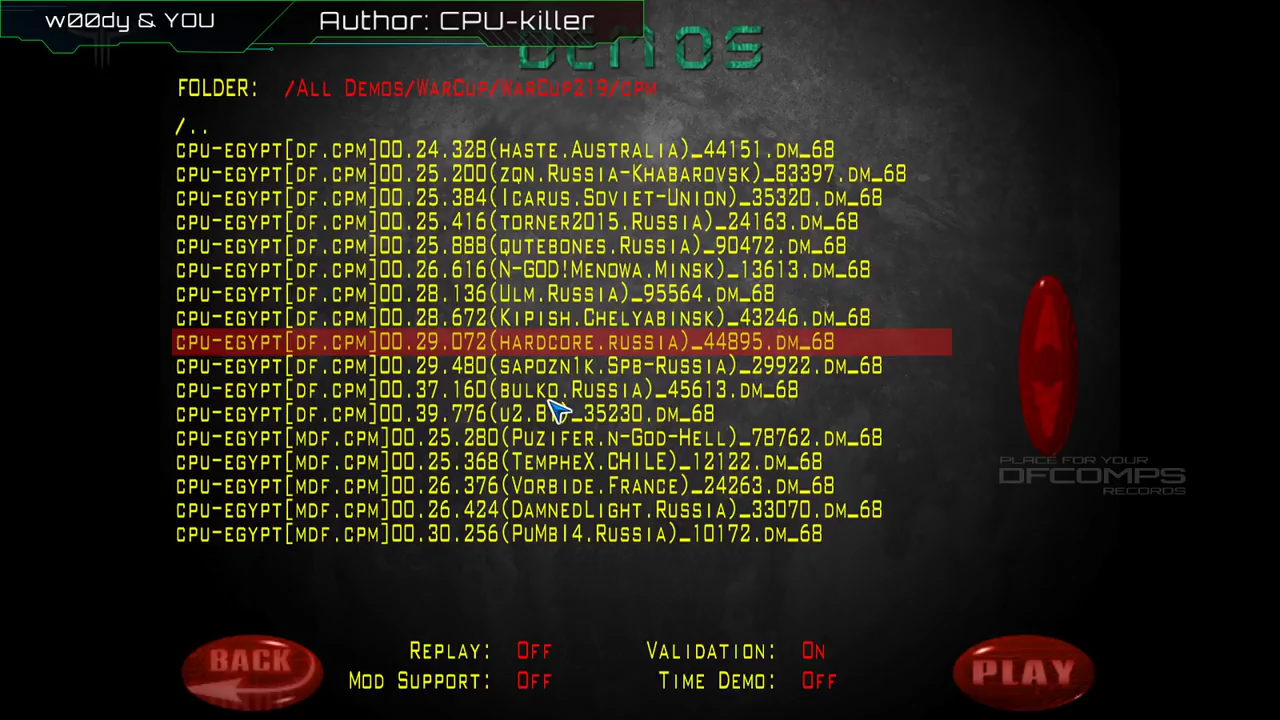 w00dy & YOU
Author: CPU-killer
DEMOS
FOLDER: /All Demos/WarCup/WarCup219/cpm
/..
cpu-egypt[df.cpm]00.24.328(haste.Australia)_44151.dm_68
cpu-egypt[df.cpm]00.25.200(zqn.Russia-Khabarovsk)_83397.dm_68
cpu-egypt[df.cpm]00.25.384(Icarus.Soviet-Union)_35320.dm_68
cpu-egypt[df.cpm]00.25.416(torner2015.Russia)_24163.dm_68
cpu-egypt[df.cpm]00.25.888(qutebones.Russia)_90472.dm_68
cpu-egypt[df.cpm]00.26.616(n-GOD!Menowa.Minsk)_13613.dm_68
cpu-egypt[df.cpm]00.28.136(Ulm.Russia)_95564.dm_68
cpu-egypt[df.cpm]00.28.672(Kipish.Chelyabinsk)_43246.dm_68
cpu-egypt[df.cpm]00.29.072(hardcore.russia)_44895.dm_68
cpu-egypt[df.cpm]00.29.480(sapozn1k.Spb-Russia)_29922.dm_68
cpu-egypt[df.cpm]00.37.160(bulko.Russia)_45613.dm_68
cpu-egypt[df.cpm]00.39.776(u2. _35230.dm_68
cpu-egypt[mdf.cpm]00.25.280(Puzifer.n-God-Hell)_78762.dm_68
cpu-egypt[mdf.cpm]00.25.368(TempheX.CHILE)_12122.dm_68
cpu-egypt[mdf.cpm]00.26.376(Vorbide.France)_24263.dm_68
cpu-egypt[mdf.cpm]00.26.424(DamnedLight.Russia)_33070.dm_68
cpu-egypt[mdf.cpm]00.30.256(PuMbI4.Russia)_10172.dm_68
PLACE FOR YOUR
DFCOMPS
RECORDS
Replay: Off
Validation: On
Mod Support: Off
Time Demo: Off
BACK
PLAY